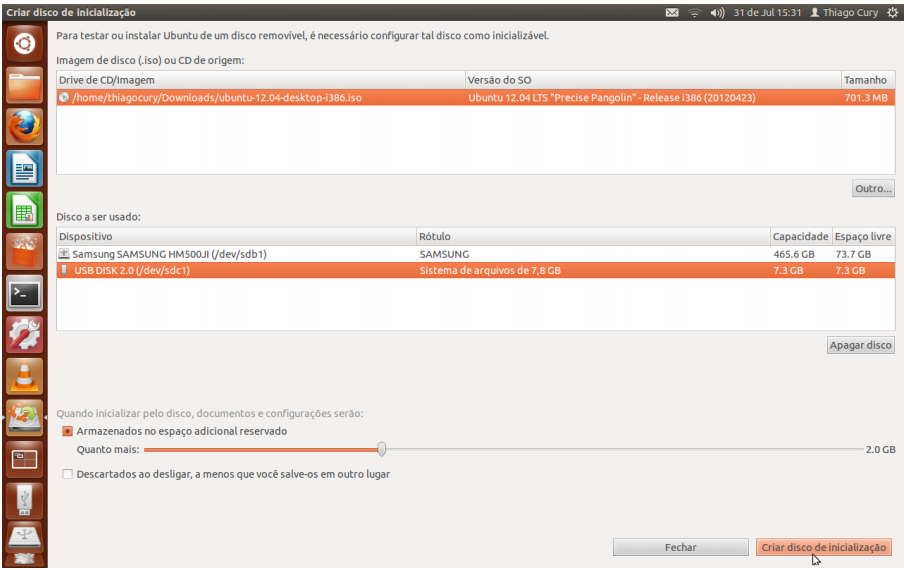 Criar disco de inicialização
31 de Jul 15:31 Thiago Cury
Para testar ou instalar Ubuntu de um disco removível, é necessário configurar tal disco como inicializável.
Imagem de disco (.iso) ou CD de origem:
Drive de CD/Imagem Versão do SO Tamanho
/home/thiagocury/Downloads/ubuntu-12.04-desktop-i386.iso Ubuntu 12.04 LTS "Precise Pangolin" - Release i386 (20120423) 701.3 MB
Outro...
Disco a ser usado:
Dispositivo Rótulo Capacidade Espaço livre
Samsung SAMSUNG HM500JI (/dev/sdb1) SAMSUNG 465.6 GB 73.7 GB
USB DISK 2.0 (/dev/sdc1) Sistema de arquivos de 7,8 GB 7.3 GB 7.3 GB
Apagar disco
Quando inicializar pelo disco, documentos e configurações serão:
Armazenados no espaço adicional reservado
Quanto mais: 2.0 GB
Descartados ao desligar, a menos que você salve-os em outro lugar
Fechar Criar disco de inicialização